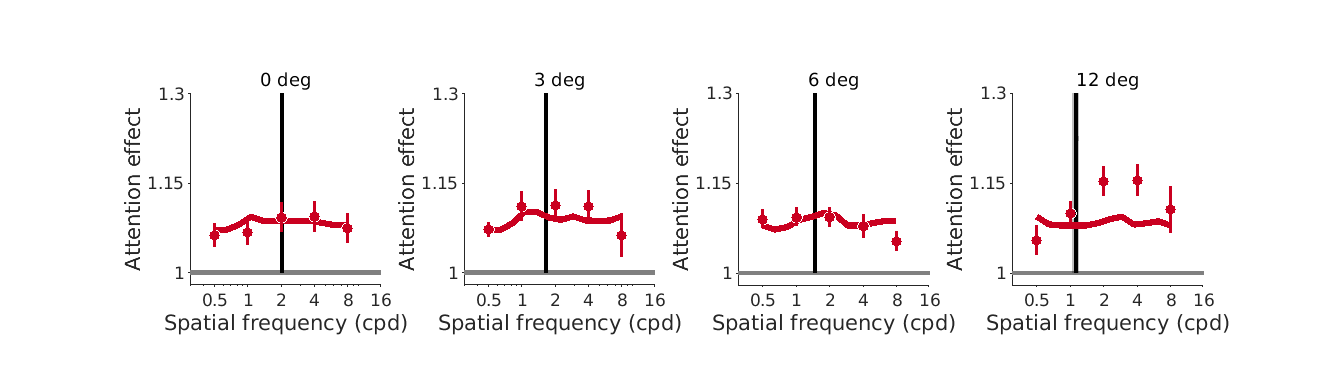 0 deg
3 deg
6 deg
12 deg
Attention effect
1.3
1.15
1
0.5 1 2 4 8 16
Spatial frequency (cpd)
Attention effect
1.3
1.15
1
0.5 1 2 4 8 16
Spatial frequency (cpd)
Attention effect
1.3
1.15
1
0.5 1 2 4 8 16
Spatial frequency (cpd)
Attention effect
1.3
1.15
1
0.5 1 2 4 8 16
Spatial frequency (cpd)